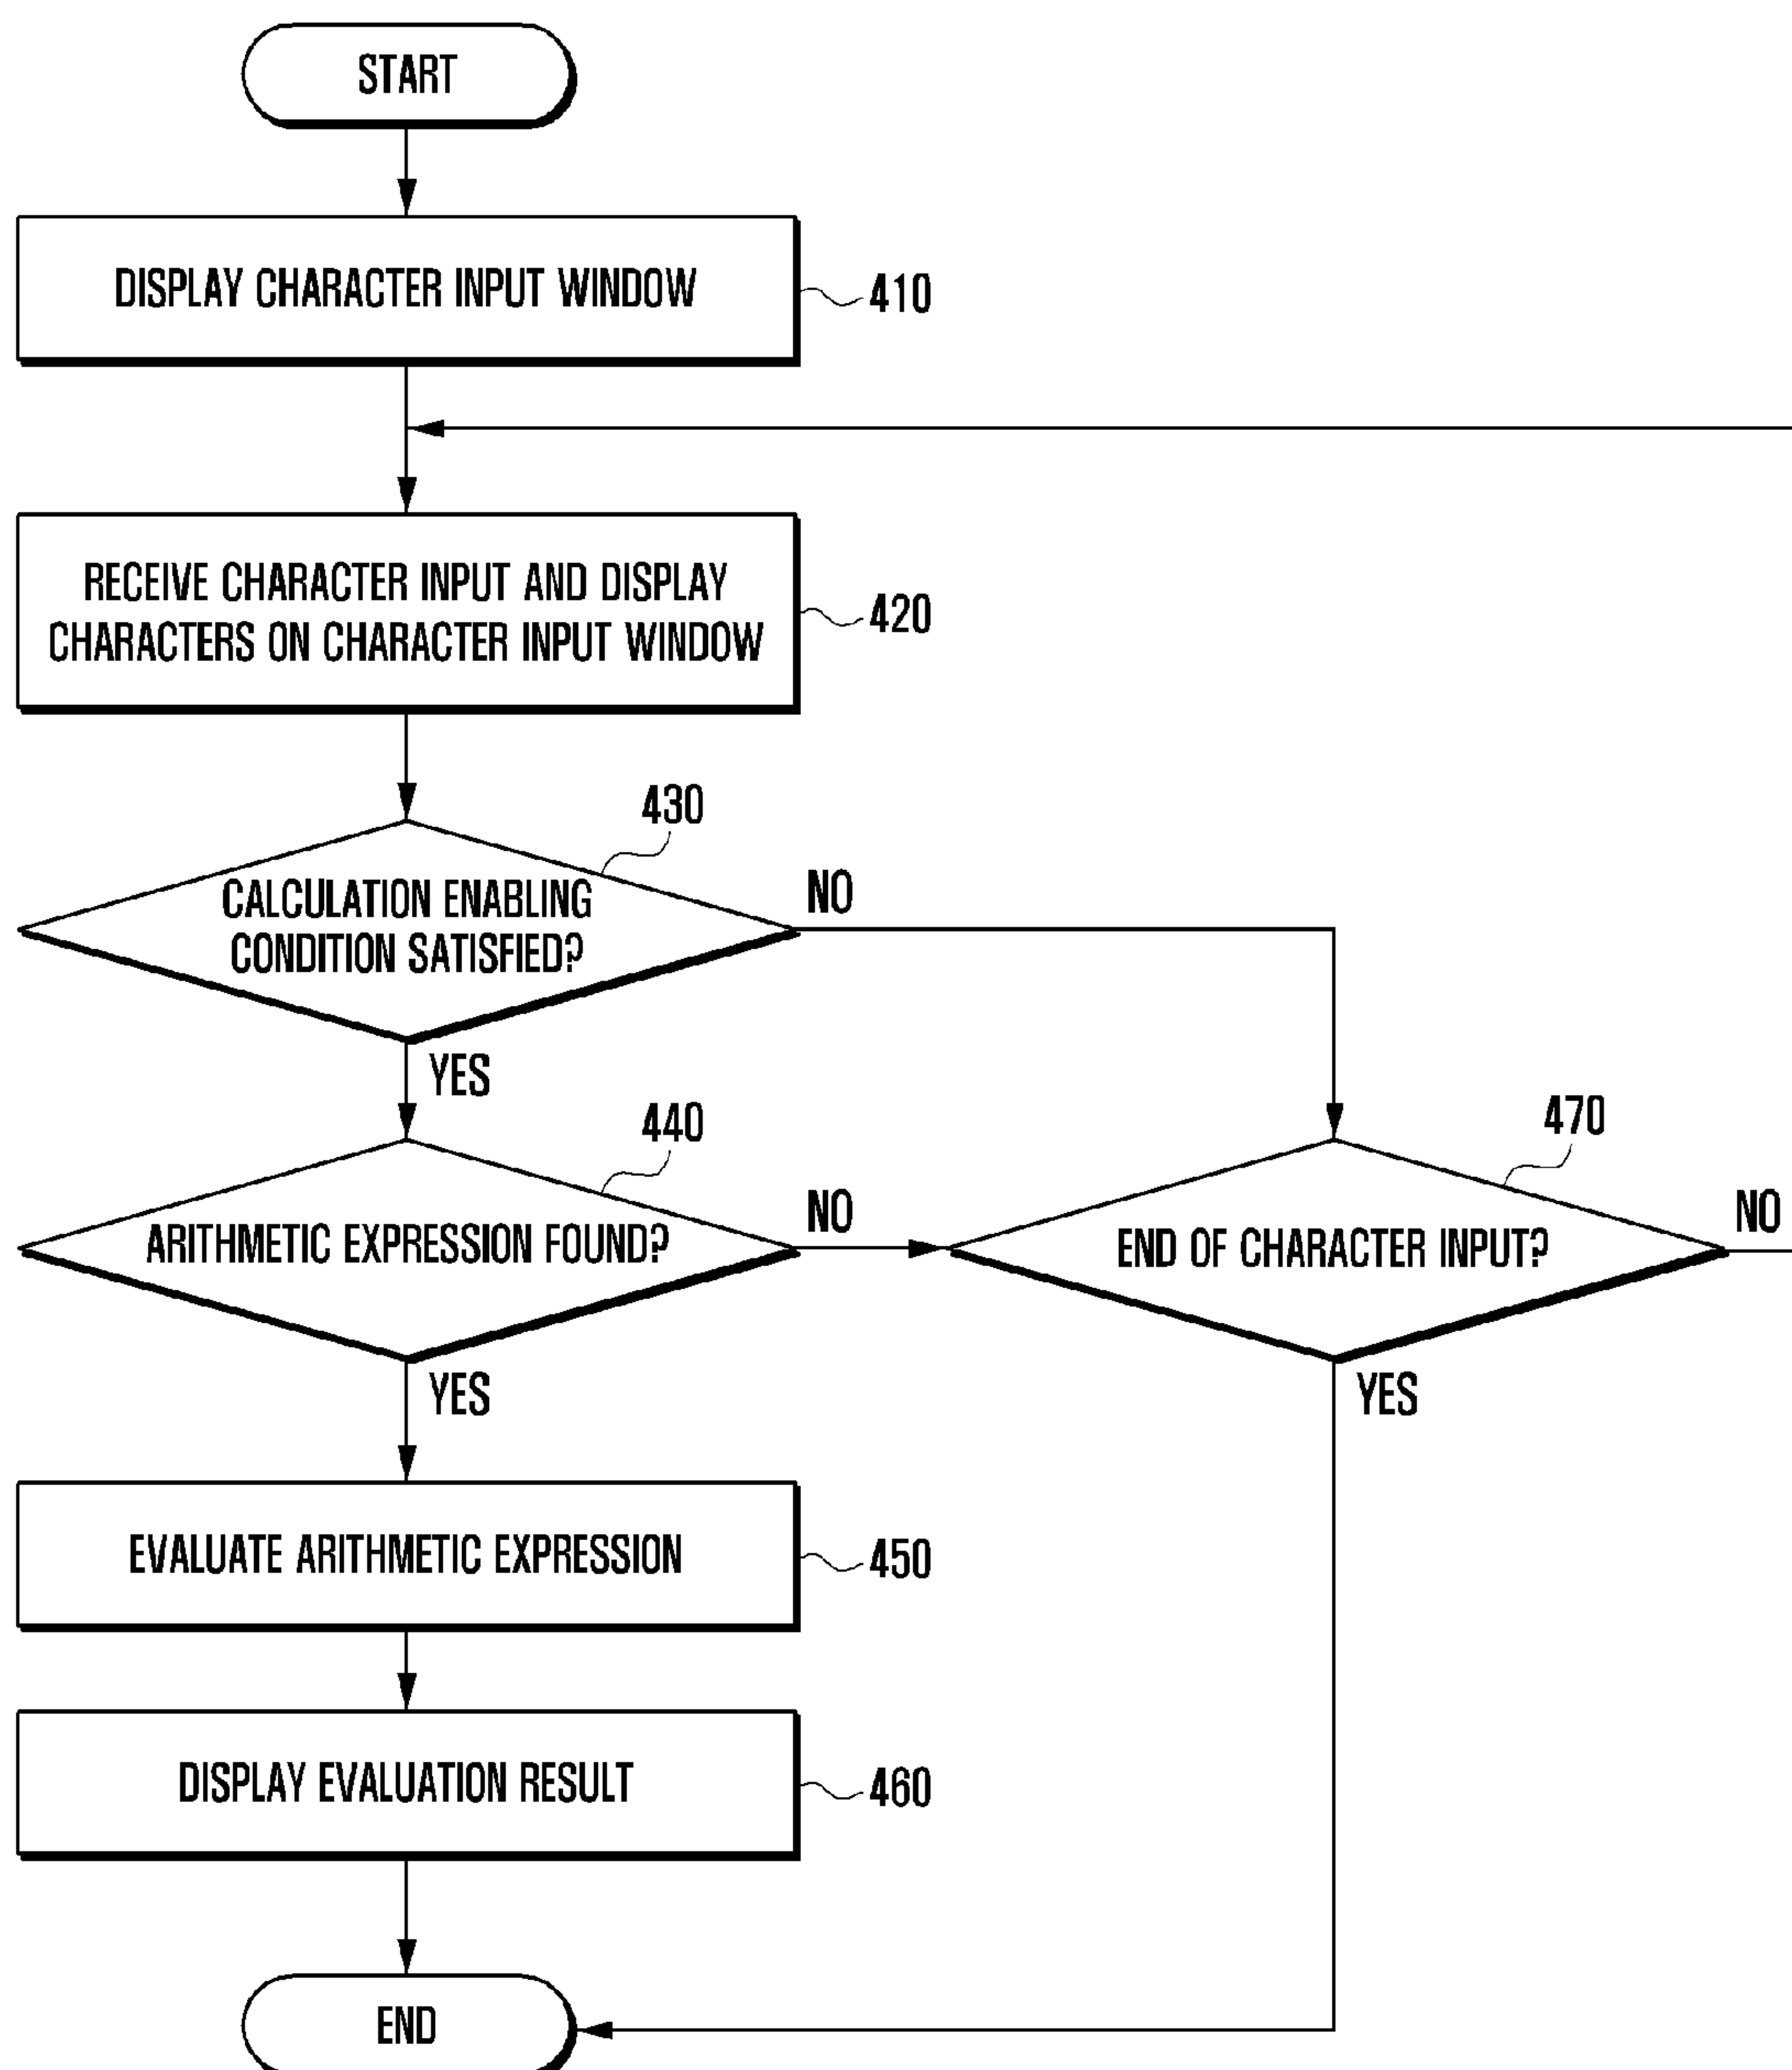 START
DISPLAY CHARACTER INPUT WINDOW
410
RECEIVE CHARACTER INPUT AND DISPLAY
CHARACTERS ON CHARACTER INPUT WINDOW
420
430
CALCULATION ENABLING
CONDITION SATISFIED?
NO
YES
440
ARITHMETIC EXPRESSION FOUND?
NO
470
END OF CHARACTER INPUT?
NO
YES
YES
EVALUATE ARITHMETIC EXPRESSION
450
DISPLAY EVALUATION RESULT
460
END